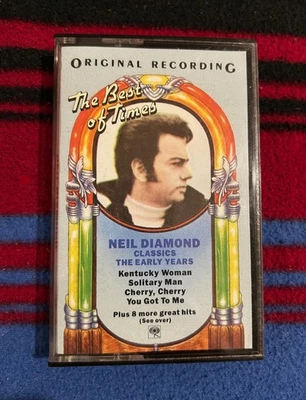 ORIGINAL RECORDING
The Best
of Times
NEIL DIAMOND
CLASSICS
THE EARLY YEARS
Kentucky Woman
Solitary Man
Cherry, Cherry
You Got To Me
Plus 8 more great hits
(See over)